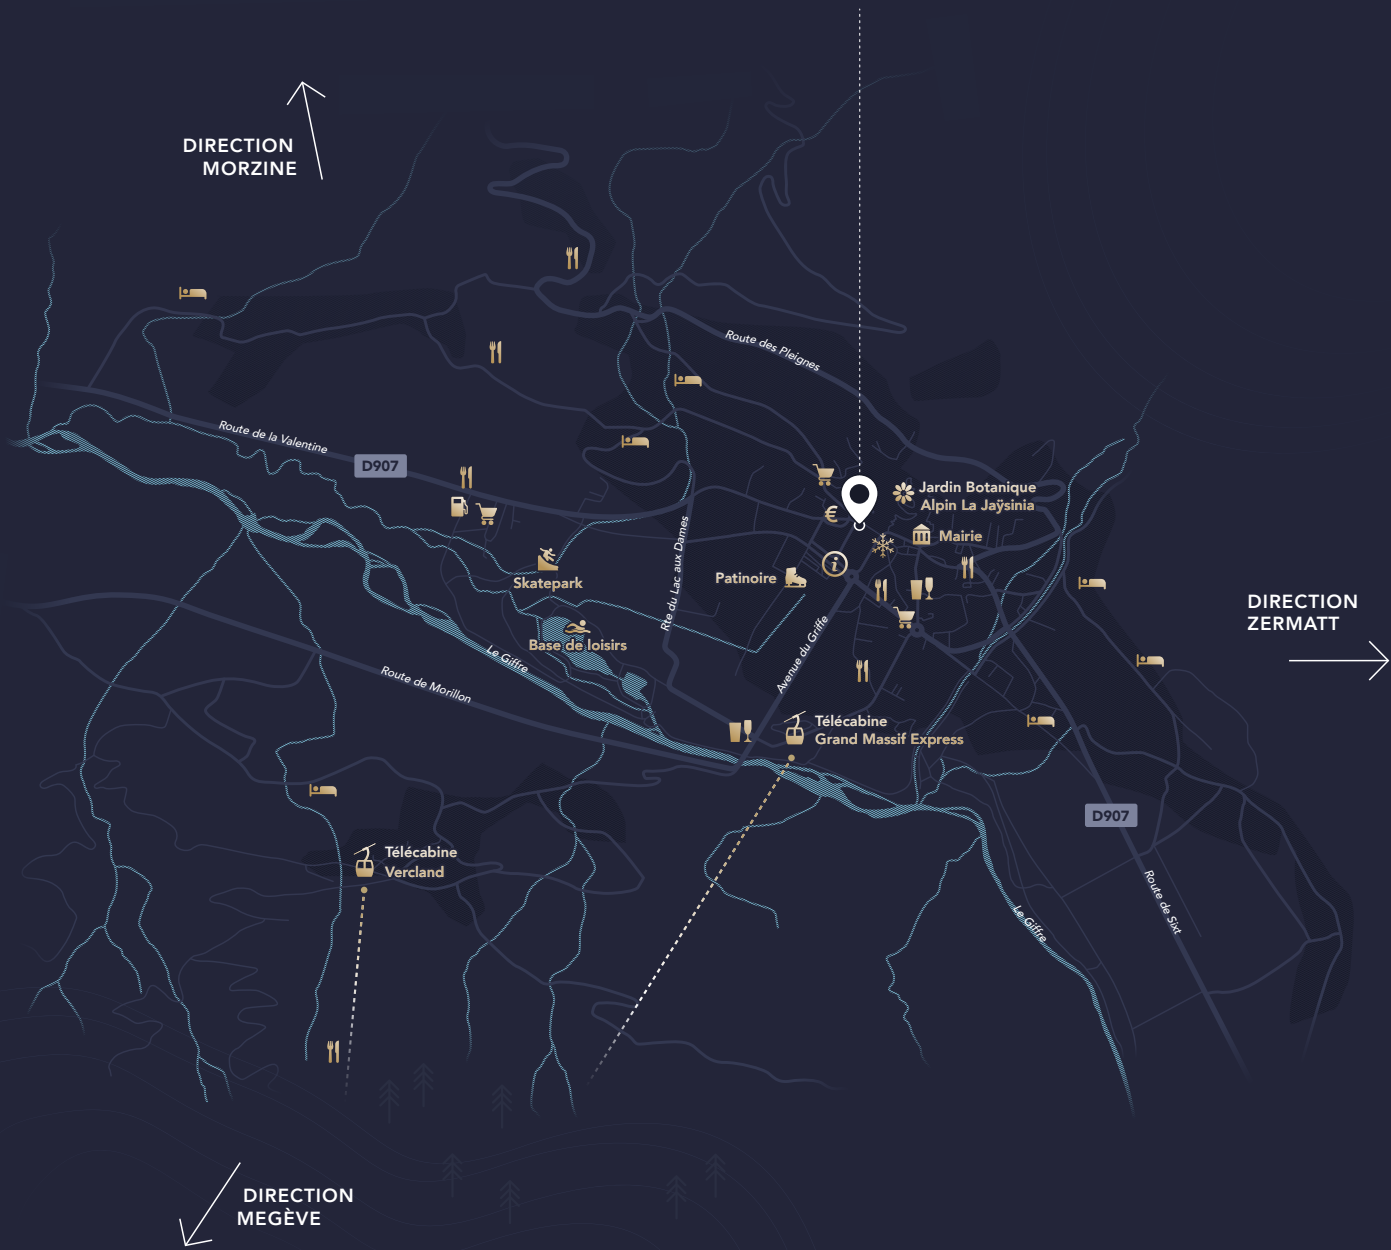 DIRECTION
MORZINE
Route des Pleignes
Route de la Valentine
D907
Jardin Botanique
Alpin La Jaÿsinia
€
Mairie
i
Patinoire
Skatepark
Rte du Lac aux Dames
DIRECTION
ZERMATT
Base de loisirs
Le Giffre
Avenue du Griffe
Route de Morillon
Télécabine
Grand Massif Express
D907
Télécabine
Vercland
Route de Sixt
Le Giffre
DIRECTION
MEGÈVE